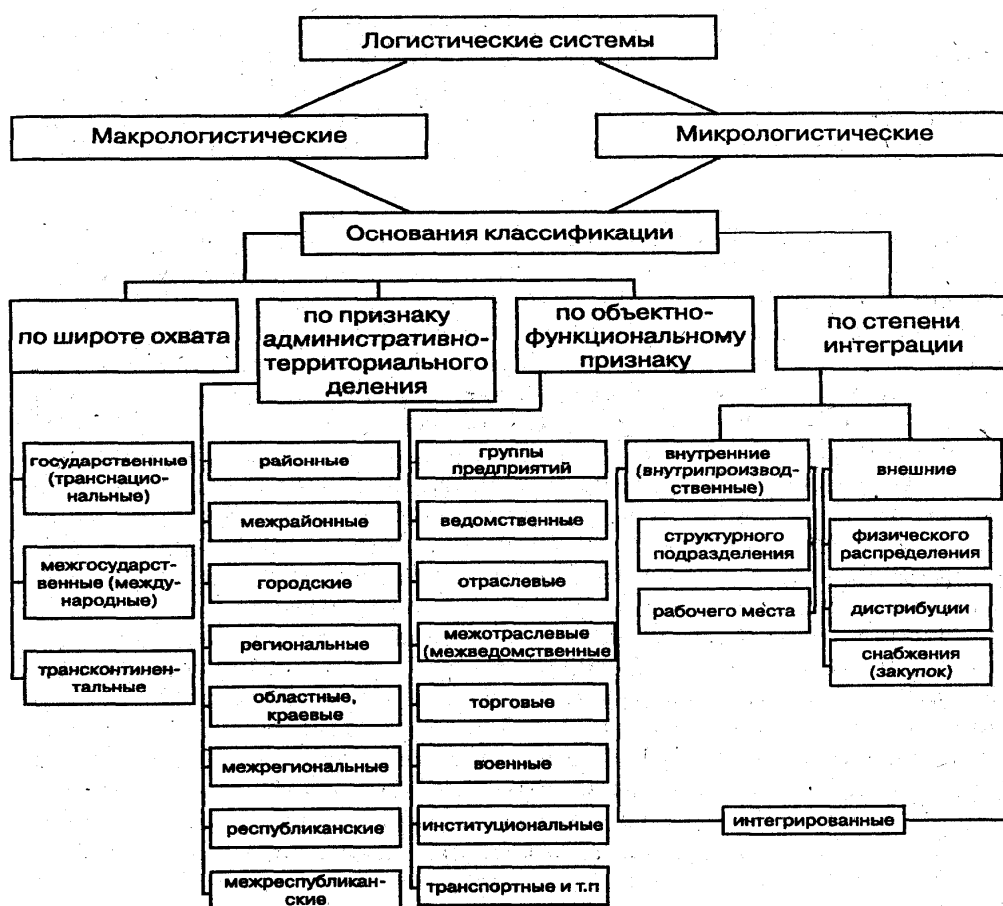 Логистические системы
Макрологистические
Микрологистические
Основания классификации
по широте охвата
по признаку
административно-
территориального
деления
по объектно-
функциональному
признаку
по степени
интеграции
государственные
(транснацио-
нальные)
межгосударст-
венные (между-
народные)
трансконтинен-
тальные
районные
межрайонные
городские
региональные
областные,
краевые
межрегиональные
республиканские
межреспубликан-
ские
группы
предприятий
ведомственные
отраслевые
межотраслевые
(межведомственные
торговые
военные
институциональные
транспортные и т.п
внутренние
(внутрипроизвод-
ственные)
структурного
подразделения
рабочего места
внешние
физического
распределения
дистрибуции
снабжения
(закупок)
интегрированные